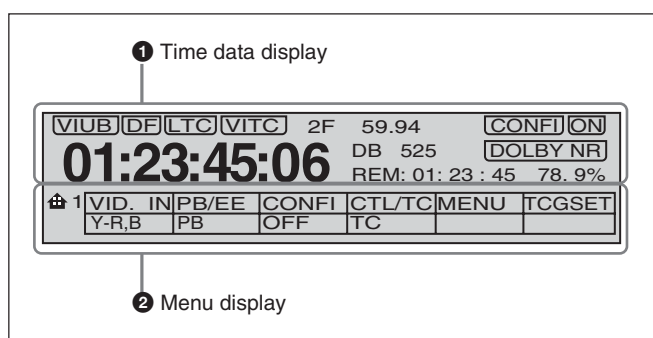 ❶ Time data display
VIUB DF LTC VITC 2F 59.94 CONFI ON
01:23:45:06 DB 525 DOLBY NR
REM: 01: 23 : 45 78. 9%
1 VID. IN PB/EE CONFI CTL/TC MENU TCGSET
Y-R,B PB OFF TC
❷ Menu display